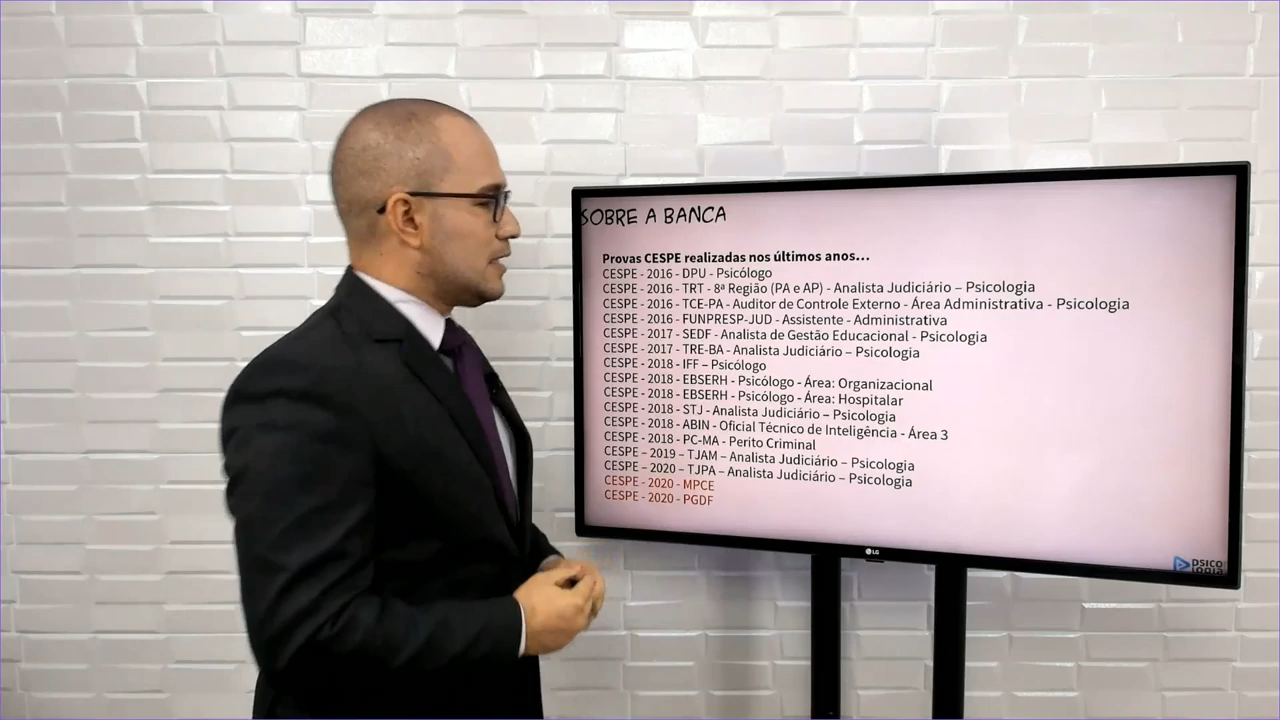 SOBRE A BANCA
Provas CESPE realizadas nos últimos anos...
CESPE - 2016 - DPU - Psicólogo
CESPE - 2016 - TRT - 8ª Região (PA e AP) - Analista Judiciário – Psicologia
CESPE - 2016 - TCE-PA - Auditor de Controle Externo - Área Administrativa - Psicologia
CESPE - 2016 - FUNPRESP-JUD - Assistente - Administrativa
CESPE - 2017 - SEDF - Analista de Gestão Educacional - Psicologia
CESPE - 2017 - TRE-BA - Analista Judiciário – Psicologia
CESPE - 2018 - IFF – Psicólogo
CESPE - 2018 - EBSERH - Psicólogo - Área: Organizacional
CESPE - 2018 - EBSERH - Psicólogo - Área: Hospitalar
CESPE - 2018 - STJ - Analista Judiciário – Psicologia
CESPE - 2018 - ABIN - Oficial Técnico de Inteligência - Área 3
CESPE - 2018 - PC-MA - Perito Criminal
CESPE – 2019 – TJAM – Analista Judiciário – Psicologia
CESPE – 2020 – TJPA – Analista Judiciário – Psicologia
CESPE - 2020 - MPCE
CESPE - 2020 - PGDF
LG
psico
logia